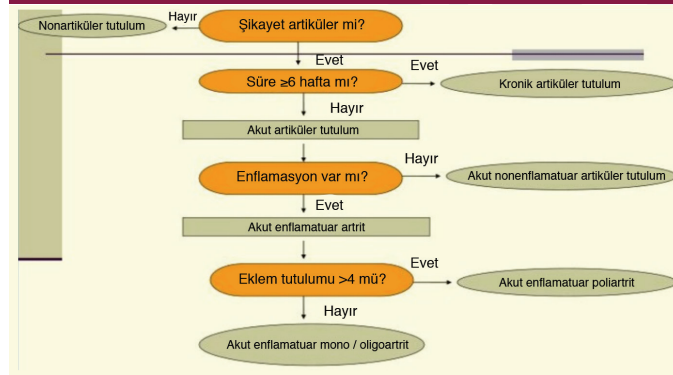 Şikayet artiküler mi?
Hayır
Nonartiküler tutulum
Evet
Süre ≥6 hafta mı?
Evet
Kronik artiküler tutulum
Hayır
Akut artiküler tutulum
Enflamasyon var mı?
Hayır
Akut nonenflamatuar artiküler tutulum
Evet
Akut enflamatuar artrit
Eklem tutulumu >4 mü?
Evet
Akut enflamatuar poliartrit
Hayır
Akut enflamatuar mono / oligoartrit